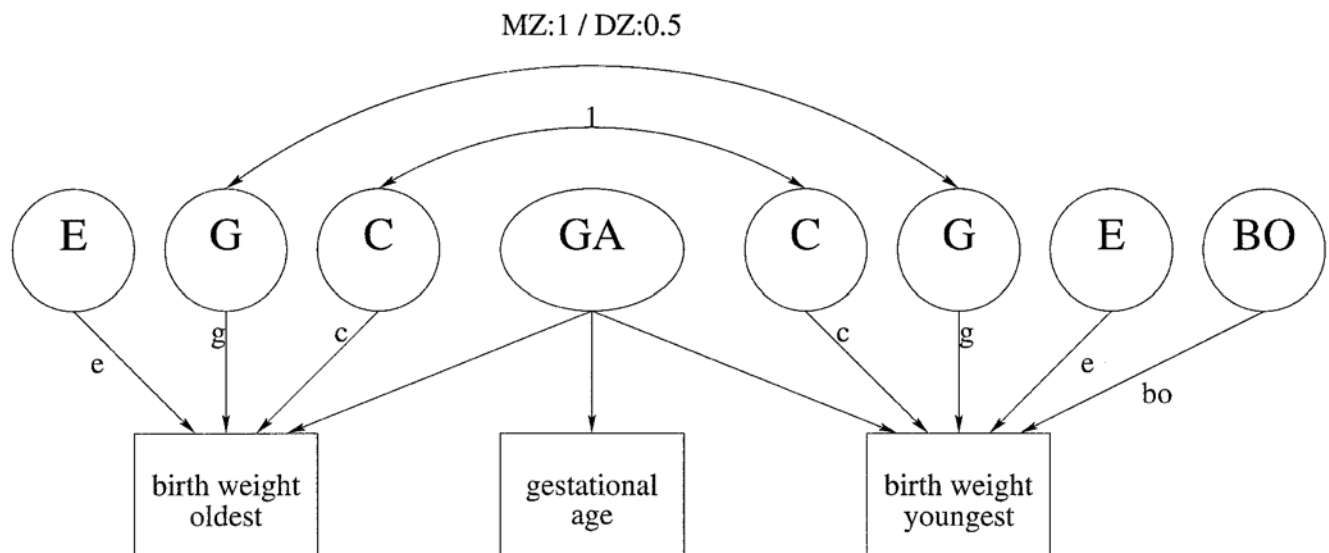 MZ:1 / DZ:0.5
1
E G C GA C G E BO
e g c c g e bo
birth weight oldest
gestational age
birth weight youngest